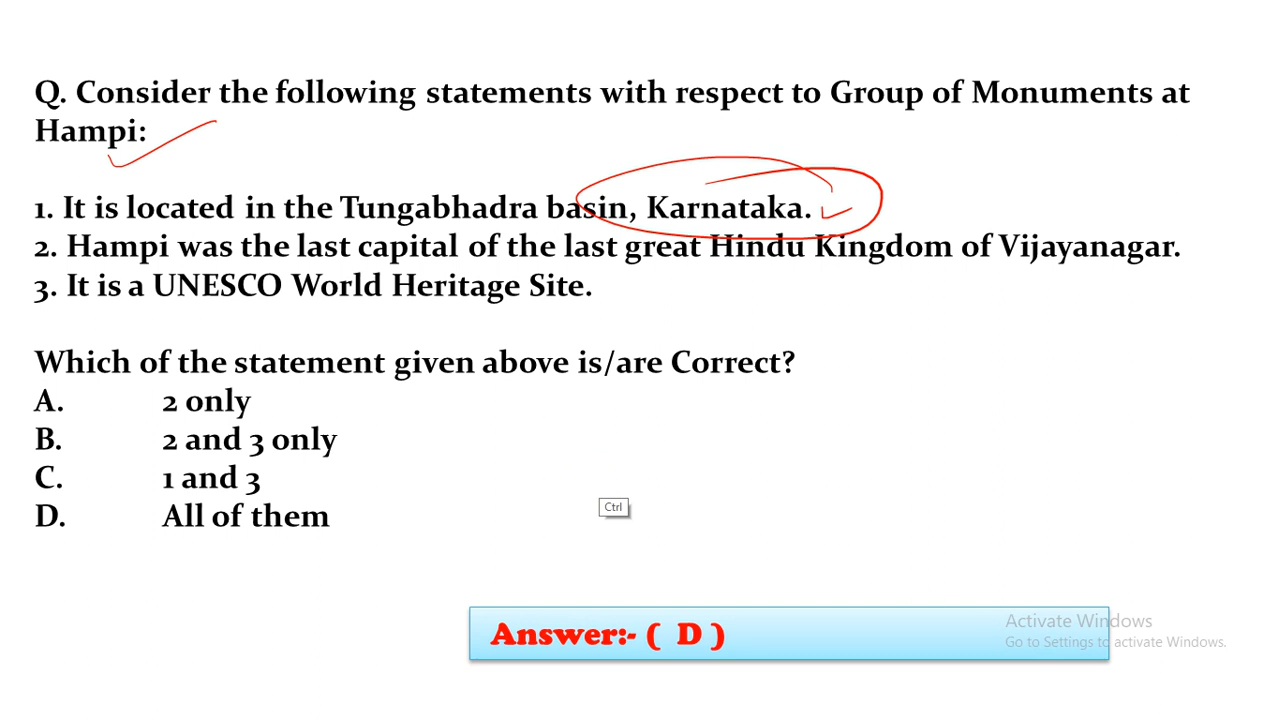 Q. Consider the following statements with respect to Group of Monuments at
Hampi:
1. It is located in the Tungabhadra basin, Karnataka.
2. Hampi was the last capital of the last great Hindu Kingdom of Vijayanagar.
3. It is a UNESCO World Heritage Site.
Which of the statement given above is/are Correct?
A. 2 only
B. 2 and 3 only
C. 1 and 3
D. All of them
Ctrl
Answer:- ( D )
Activate Windows
Go to Settings to activate Windows.